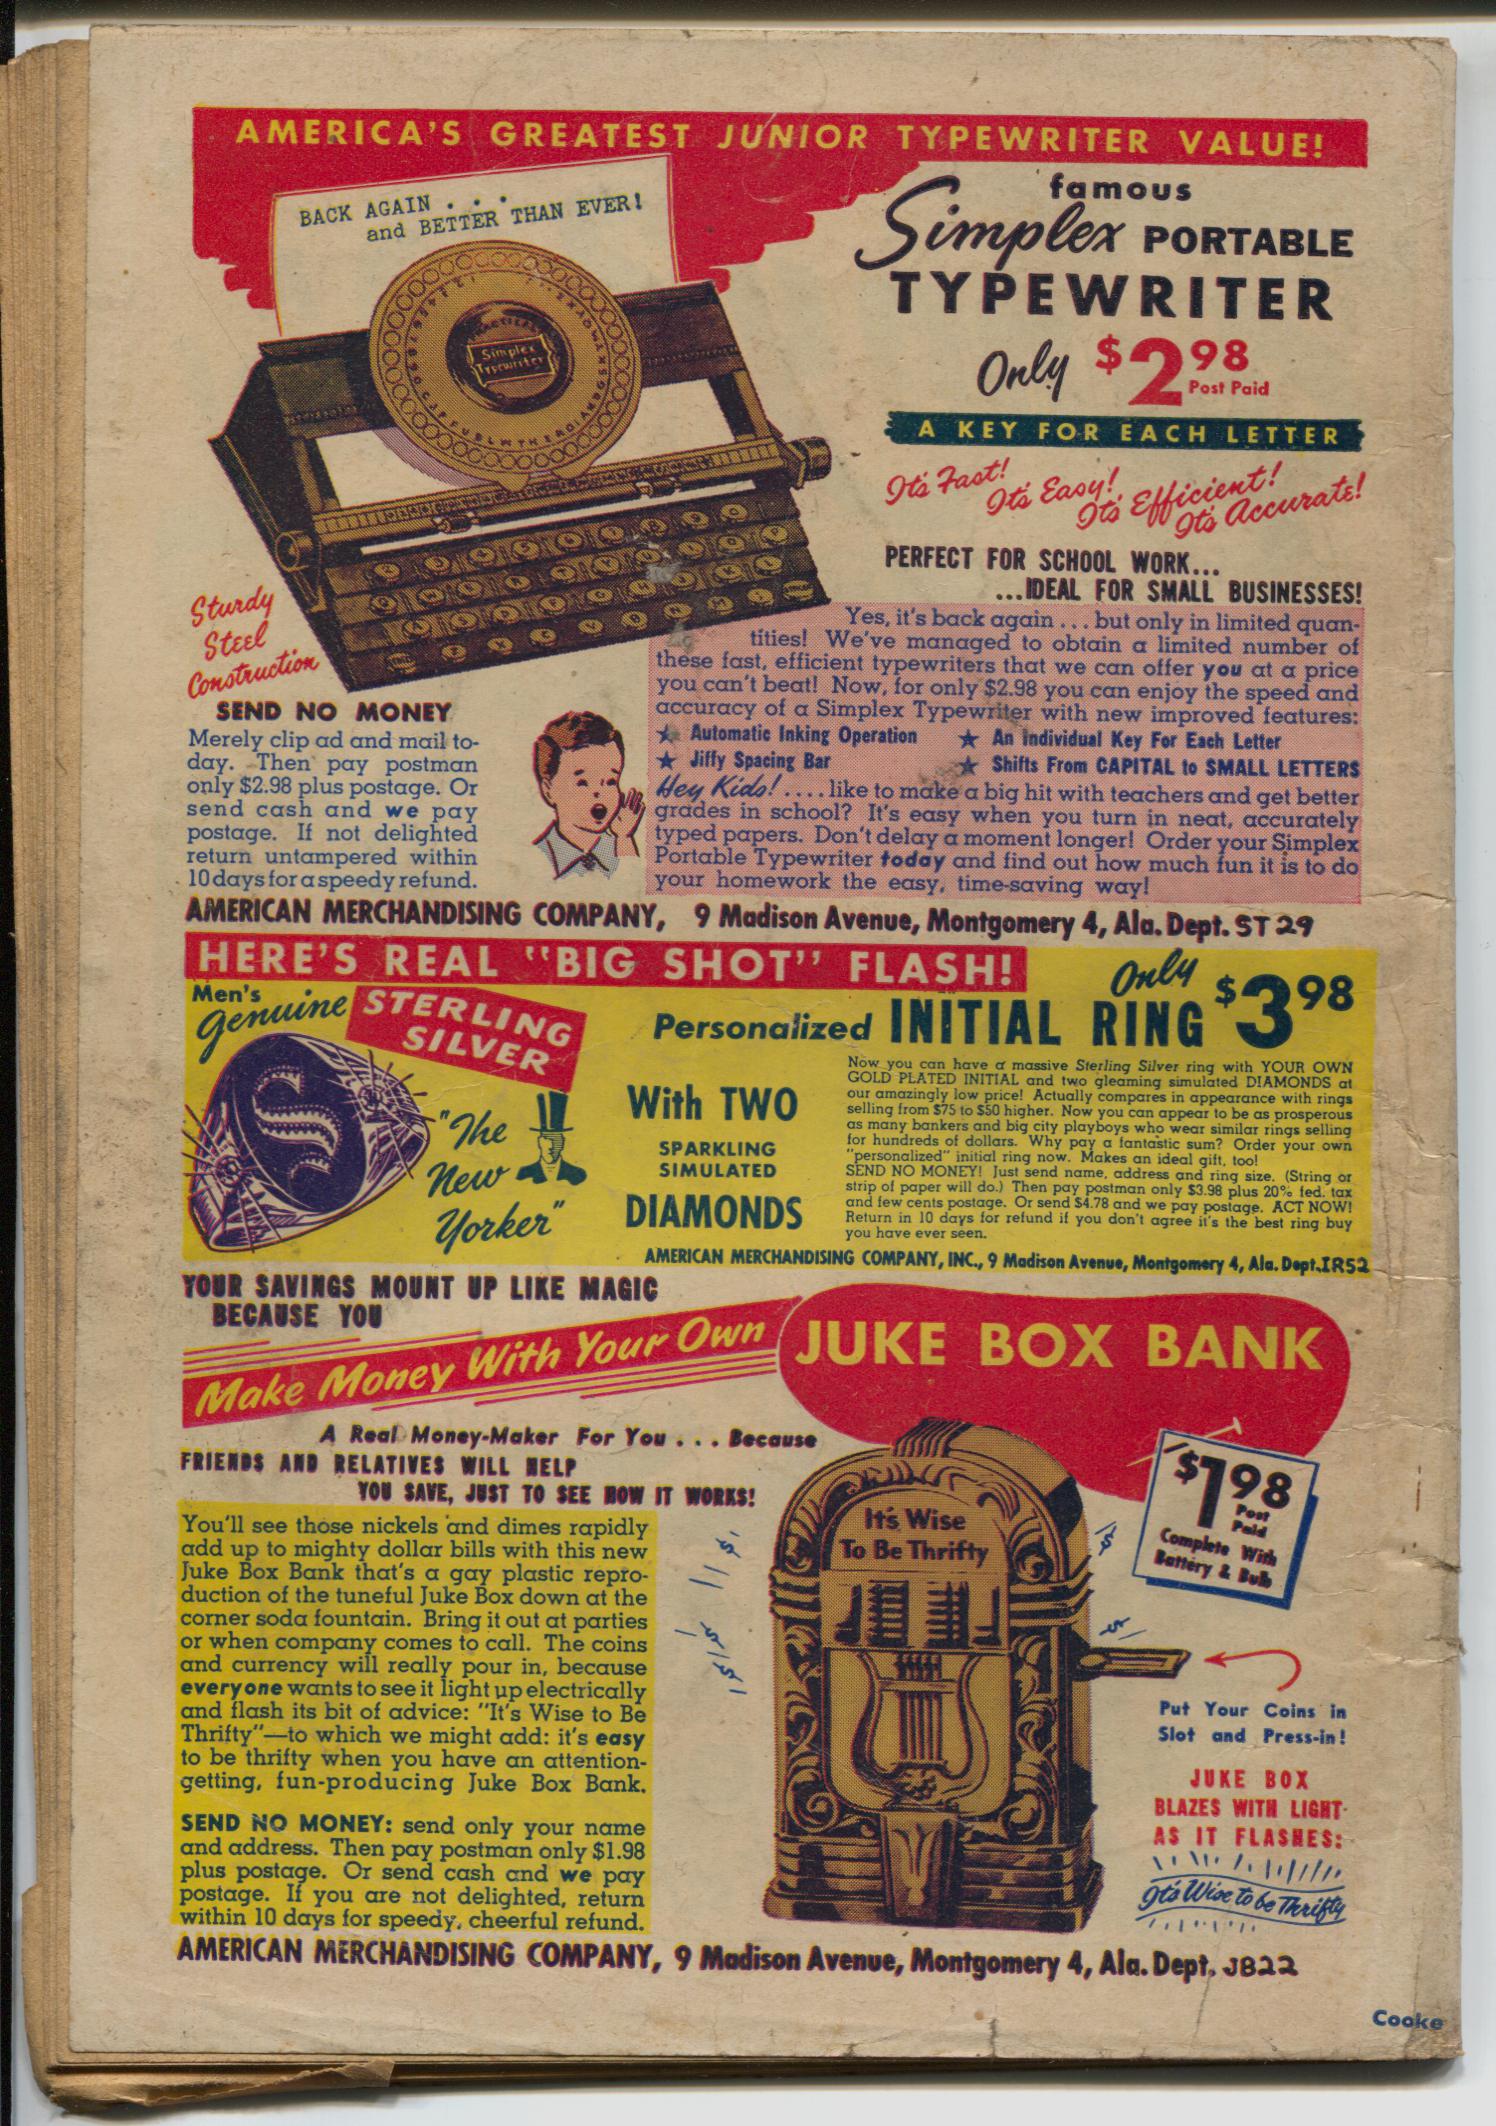 AMERICA'S GREATEST JUNIOR TYPEWRITER VALUE!
BACK AGAIN . . .
and BETTER THAN EVER!
Simplex
Typewriter
famous
Simplex PORTABLE
TYPEWRITER
Only $2.98
Post Paid
A KEY FOR EACH LETTER
It's Fast!
It's Easy!
It's Efficient!
It's Accurate!
PERFECT FOR SCHOOL WORK...
...IDEAL FOR SMALL BUSINESSES!
Sturdy
Steel
Construction
SEND NO MONEY
Merely clip ad and mail to-
day. Then pay postman
only $2.98 plus postage. Or
send cash and we pay
postage. If not delighted
return untampered within
10 days for a speedy refund.
Yes, it's back again . . . but only in limited quan-
tities! We've managed to obtain a limited number of
these fast, efficient typewriters that we can offer you at a price
you can't beat! Now, for only $2.98 you can enjoy the speed and
accuracy of a Simplex Typewriter with new improved features:
★ Automatic Inking Operation ★ An Individual Key For Each Letter
★ Jiffy Spacing Bar ★ Shifts From CAPITAL to SMALL LETTERS
Hey Kids! . . . . like to make a big hit with teachers and get better
grades in school? It's easy when you turn in neat, accurately
typed papers. Don't delay a moment longer! Order your Simplex
Portable Typewriter today and find out how much fun it is to do
your homework the easy, time-saving way!
AMERICAN MERCHANDISING COMPANY, 9 Madison Avenue, Montgomery 4, Ala. Dept. ST29
HERE'S REAL "BIG SHOT" FLASH!
Men's
Genuine
STERLING
SILVER
S
"The
New
Yorker"
Only $3.98
Personalized INITIAL RING
With TWO
SPARKLING
SIMULATED
DIAMONDS
Now you can have a massive Sterling Silver ring with YOUR OWN
GOLD PLATED INITIAL and two gleaming simulated DIAMONDS at
our amazingly low price! Actually compares in appearance with rings
selling from $75 to $50 higher. Now you can appear to be as prosperous
as many bankers and big city playboys who wear similar rings selling
for hundreds of dollars. Why pay a fantastic sum? Order your own
"personalized" initial ring now. Makes an ideal gift, too!
SEND NO MONEY! Just send name, address and ring size. (String or
strip of paper will do.) Then pay postman only $3.98 plus 20% fed. tax
and few cents postage. Or send $4.78 and we pay postage. ACT NOW!
Return in 10 days for refund if you don't agree it's the best ring buy
you have ever seen.
AMERICAN MERCHANDISING COMPANY, INC., 9 Madison Avenue, Montgomery 4, Ala. Dept. IR52
YOUR SAVINGS MOUNT UP LIKE MAGIC
BECAUSE YOU
Make Money With Your Own
JUKE BOX BANK
A Real Money-Maker For You . . . Because
FRIENDS AND RELATIVES WILL HELP
YOU SAVE, JUST TO SEE HOW IT WORKS!
You'll see those nickels and dimes rapidly
add up to mighty dollar bills with this new
Juke Box Bank that's a gay plastic repro-
duction of the tuneful Juke Box down at the
corner soda fountain. Bring it out at parties
or when company comes to call. The coins
and currency will really pour in, because
everyone wants to see it light up electrically
and flash its bit of advice: "It's Wise to Be
Thrifty"—to which we might add: it's easy
to be thrifty when you have an attention-
getting, fun-producing Juke Box Bank.
SEND NO MONEY: send only your name
and address. Then pay postman only $1.98
plus postage. Or send cash and we pay
postage. If you are not delighted, return
within 10 days for speedy, cheerful refund.
It's Wise
To Be Thrifty
$1.98
Post
Paid
Complete With
Battery & Bulb
Put Your Coins in
Slot and Press-in!
JUKE BOX
BLAZES WITH LIGHT
AS IT FLASHES:
It's Wise to be Thrifty
AMERICAN MERCHANDISING COMPANY, 9 Madison Avenue, Montgomery 4, Ala. Dept. JB22
Cooke